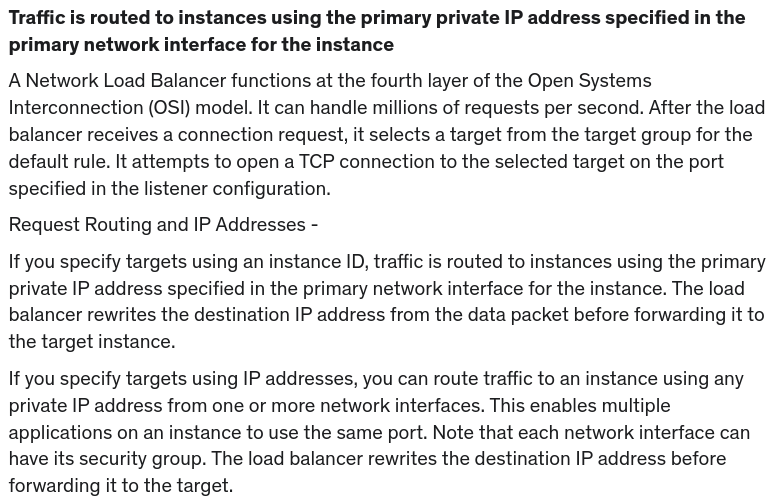 Traffic is routed to instances using the primary private IP address specified in the
primary network interface for the instance
A Network Load Balancer functions at the fourth layer of the Open Systems
Interconnection (OSI) model. It can handle millions of requests per second. After the load
balancer receives a connection request, it selects a target from the target group for the
default rule. It attempts to open a TCP connection to the selected target on the port
specified in the listener configuration.
Request Routing and IP Addresses -
If you specify targets using an instance ID, traffic is routed to instances using the primary
private IP address specified in the primary network interface for the instance. The load
balancer rewrites the destination IP address from the data packet before forwarding it to
the target instance.
If you specify targets using IP addresses, you can route traffic to an instance using any
private IP address from one or more network interfaces. This enables multiple
applications on an instance to use the same port. Note that each network interface can
have its security group. The load balancer rewrites the destination IP address before
forwarding it to the target.